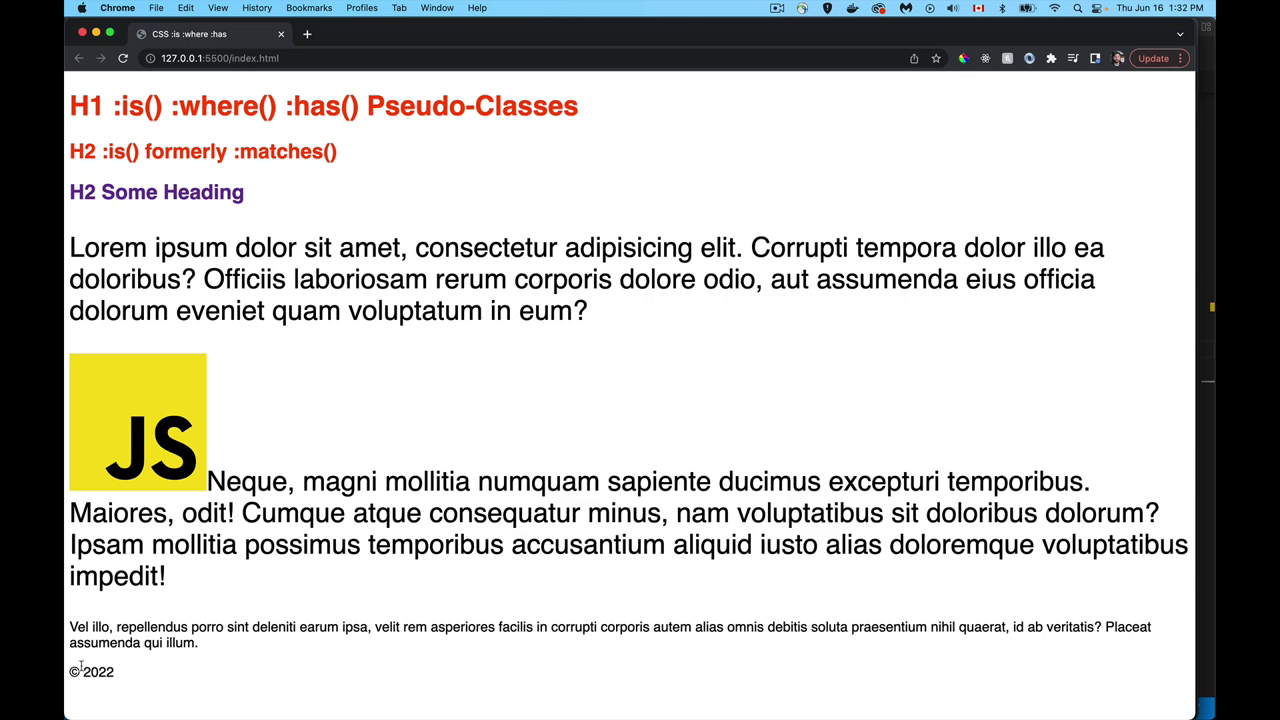 Chrome File Edit View History Bookmarks Profiles Tab Window Help Thu Jun 16 1:32 PM
CSS :is :where :has
127.0.0.1:5500/index.html Update
H1 :is() :where() :has() Pseudo-Classes
H2 :is() formerly :matches()
H2 Some Heading
Lorem ipsum dolor sit amet, consectetur adipisicing elit. Corrupti tempora dolor illo ea
doloribus? Officiis laboriosam rerum corporis dolore odio, aut assumenda eius officia
dolorum eveniet quam voluptatum in eum?
JS
Neque, magni mollitia numquam sapiente ducimus excepturi temporibus.
Maiores, odit! Cumque atque consequatur minus, nam voluptatibus sit doloribus dolorum?
Ipsam mollitia possimus temporibus accusantium aliquid iusto alias doloremque voluptatibus
impedit!
Vel illo, repellendus porro sint deleniti earum ipsa, velit rem asperiores facilis in corrupti corporis autem alias omnis debitis soluta praesentium nihil quaerat, id ab veritatis? Placeat
assumenda qui illum.
©2022